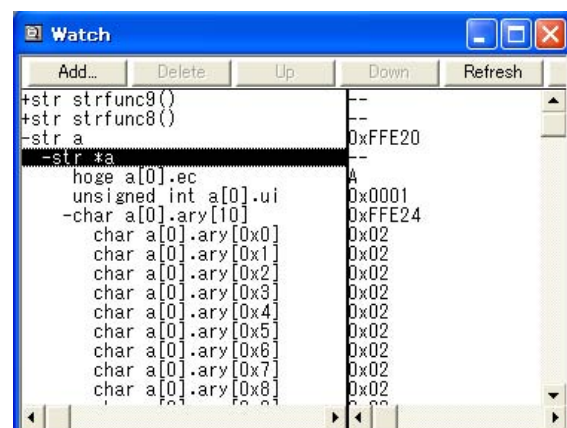 Watch
Add... Delete Up Down Refresh
+str strfunc9() --
+str strfunc8() --
-str a 0xFFE20
-str *a --
hoge a[0].ec A
unsigned int a[0].ui 0x0001
-char a[0].ary[10] 0xFFE24
char a[0].ary[0x0] 0x02
char a[0].ary[0x1] 0x02
char a[0].ary[0x2] 0x02
char a[0].ary[0x3] 0x02
char a[0].ary[0x4] 0x02
char a[0].ary[0x5] 0x02
char a[0].ary[0x6] 0x02
char a[0].ary[0x7] 0x02
char a[0].ary[0x8] 0x02